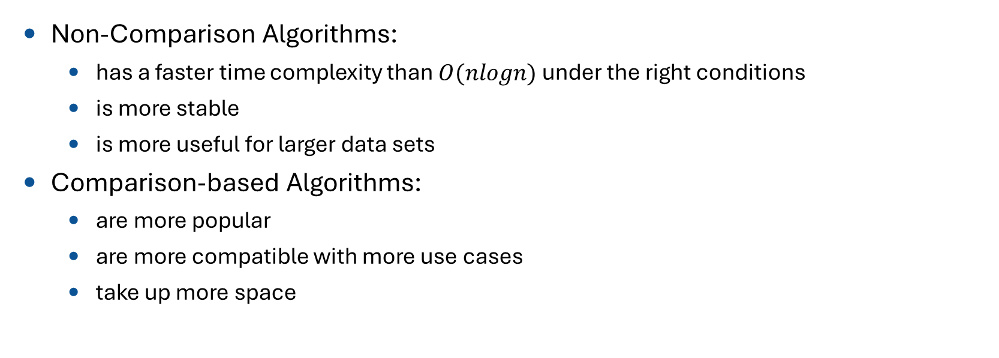 • Non-Comparison Algorithms:
• has a faster time complexity than O(nlogn) under the right conditions
• is more stable
• is more useful for larger data sets
• Comparison-based Algorithms:
• are more popular
• are more compatible with more use cases
• take up more space